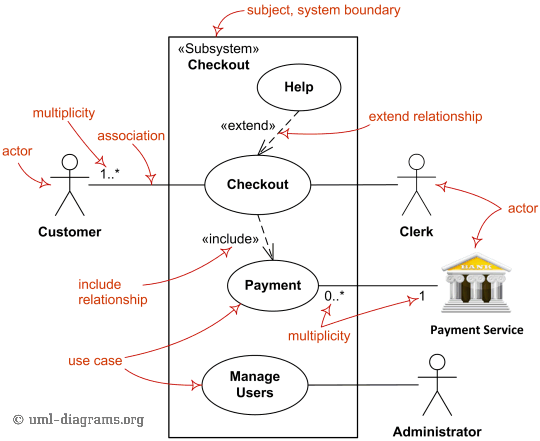 subject, system boundary
«Subsystem»
Checkout
Help
multiplicity
«extend»
extend relationship
association
actor
1..*
Checkout
Customer
Clerk
actor
«include»
BANK
include
relationship
Payment
0..*
1
multiplicity
Payment Service
use case
Manage
Users
Administrator
© uml-diagrams.org